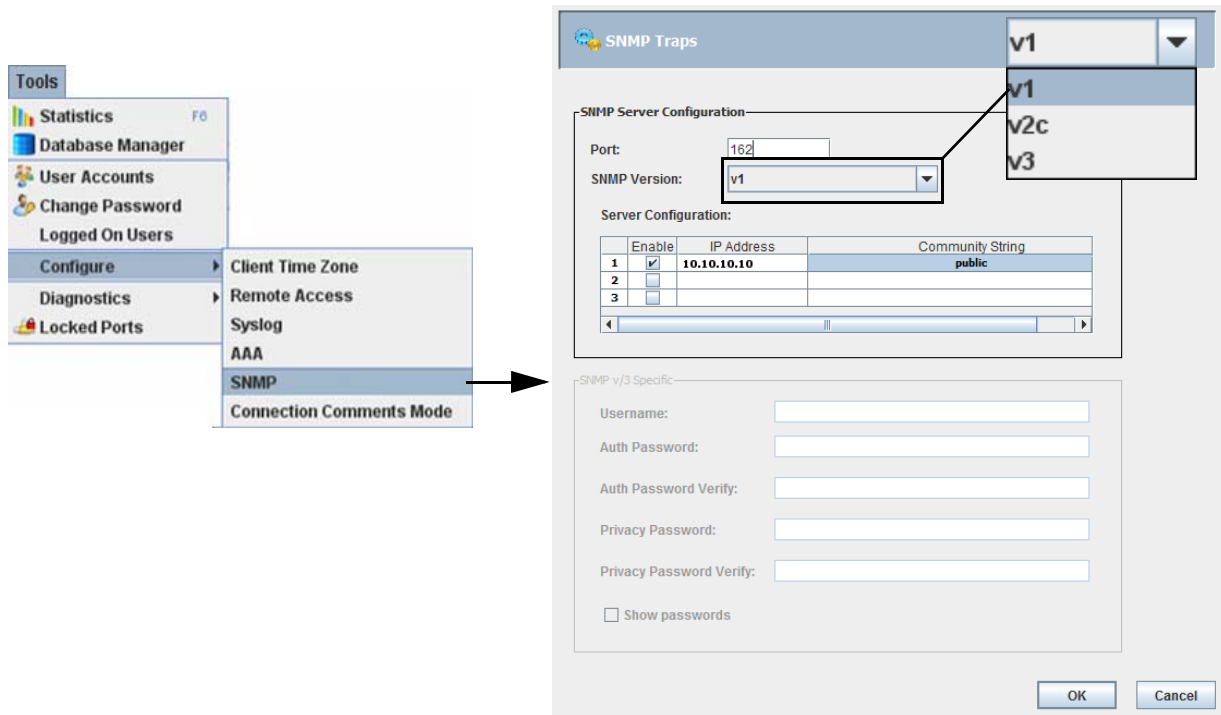 Tools
Statistics F6
Database Manager
User Accounts
Change Password
Logged On Users
Configure
Diagnostics
Locked Ports
Client Time Zone
Remote Access
Syslog
AAA
SNMP
Connection Comments Mode
SNMP Traps
v1
v1
v2c
v3
SNMP Server Configuration
Port: 162
SNMP Version: v1
Server Configuration:
Enable IP Address Community String
1 10.10.10.10 public
2
3
SNMP v/3 Specific
Username:
Auth Password:
Auth Password Verify:
Privacy Password:
Privacy Password Verify:
Show passwords
OK Cancel